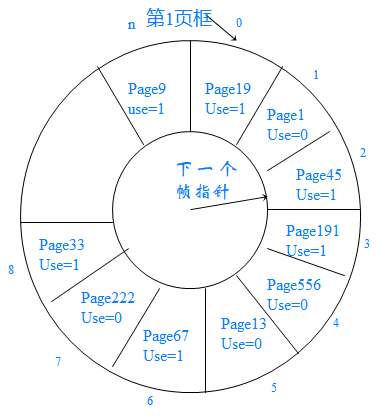 n 第1页框 0
Page9
use=1
Page19
Use=1
1
Page1
Use=0
2
Page45
Use=1
下一个
帧指针
3
Page191
Use=1
Page556
Use=0
4
Page13
Use=0
5
Page67
Use=1
6
Page222
Use=0
7
Page33
Use=1
8